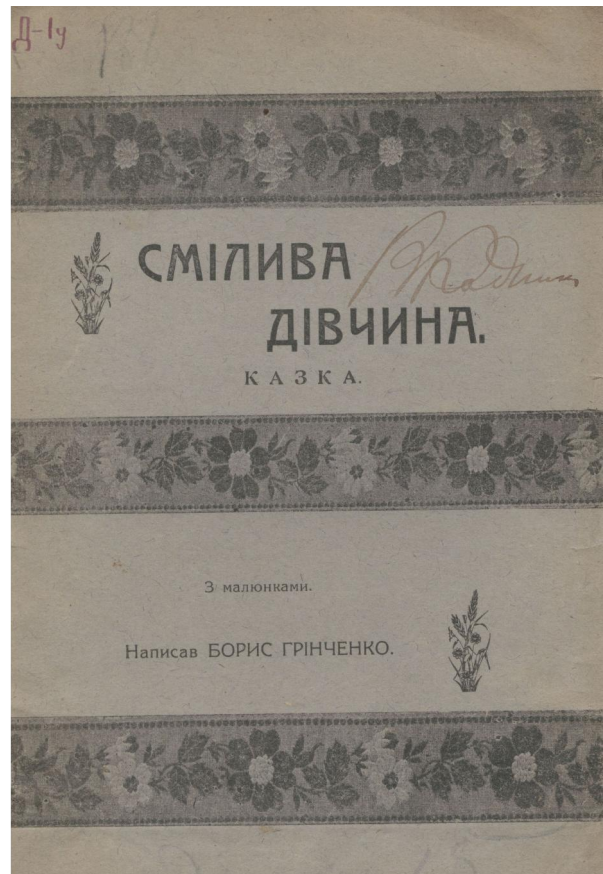 Д-1у
СМІЛИВА
ДІВЧИНА.
КАЗКА.
З малюнками.
Написав БОРИС ГРІНЧЕНКО.